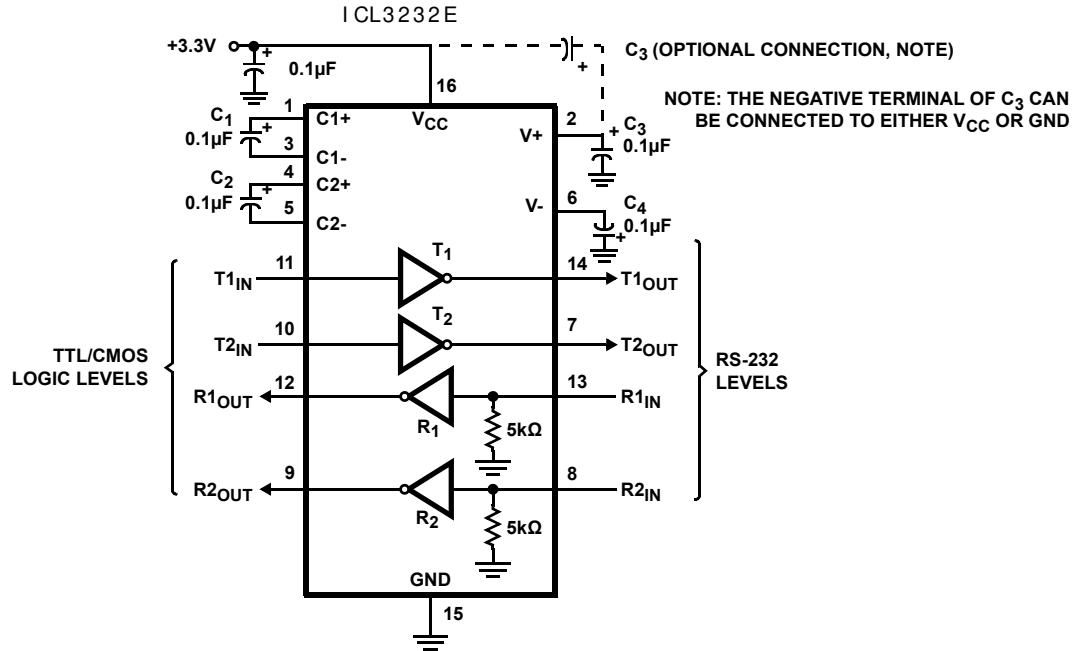 ICL3232E
+3.3V
+
0.1µF
16
+
C3 (OPTIONAL CONNECTION, NOTE)
NOTE: THE NEGATIVE TERMINAL OF C3 CAN
BE CONNECTED TO EITHER VCC OR GND
C1
0.1µF
+
1
C1+
VCC
3
C1-
C2
0.1µF
+
4
C2+
5
C2-
2
V+
+
C3
0.1µF
6
V-
C4
0.1µF
+
T1IN
11
T1
14
T1OUT
T2IN
10
T2
7
T2OUT
TTL/CMOS
LOGIC LEVELS
RS-232
LEVELS
R1OUT
12
R1
13
R1IN
5kΩ
R2OUT
9
R2
8
R2IN
5kΩ
GND
15